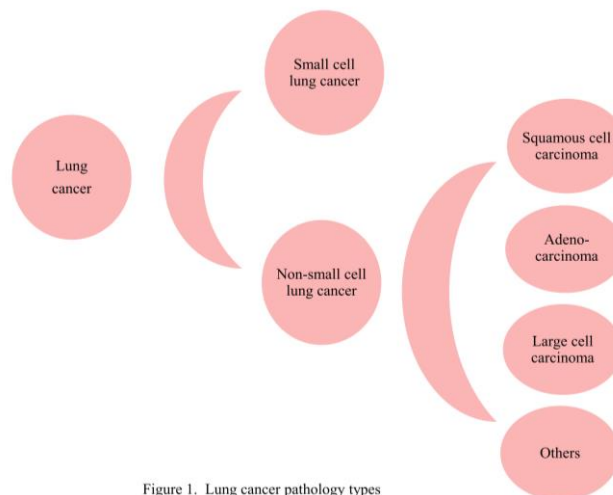 Small cell
lung cancer
Squamous cell
carcinoma
Lung
cancer
Adeno-
carcinoma
Non-small cell
lung cancer
Large cell
carcinoma
Others
Figure 1. Lung cancer pathology types